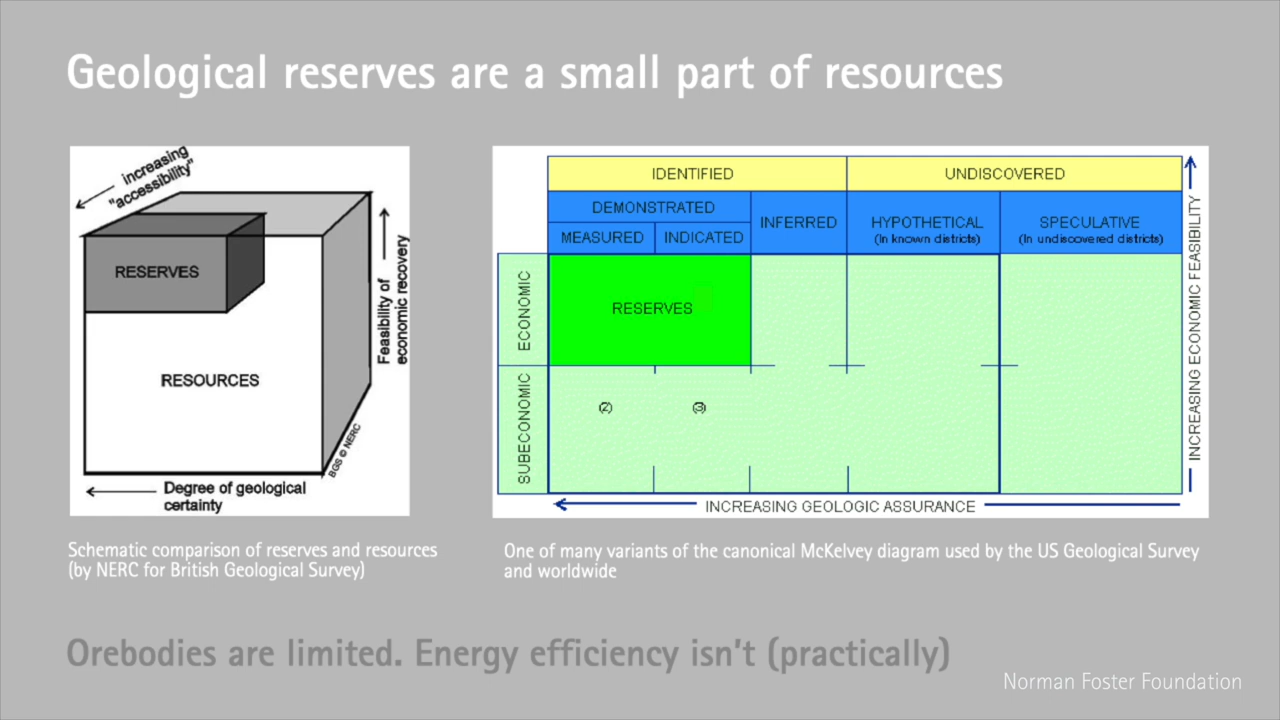 Geological reserves are a small part of resources
increasing
"accessibility"
RESERVES
RESOURCES
Feasibility of
economic recovery
BGS © NERC
Degree of geological
certainty
IDENTIFIED
UNDISCOVERED
DEMONSTRATED
MEASURED
INDICATED
INFERRED
HYPOTHETICAL
(In known districts)
SPECULATIVE
(In undiscovered districts)
ECONOMIC
RESERVES
SUBECONOMIC
(2)
(3)
INCREASING GEOLOGIC ASSURANCE
INCREASING ECONOMIC FEASIBILITY
Schematic comparison of reserves and resources
(by NERC for British Geological Survey)
One of many variants of the canonical McKelvey diagram used by the US Geological Survey
and worldwide
Orebodies are limited. Energy efficiency isn't (practically)
Norman Foster Foundation